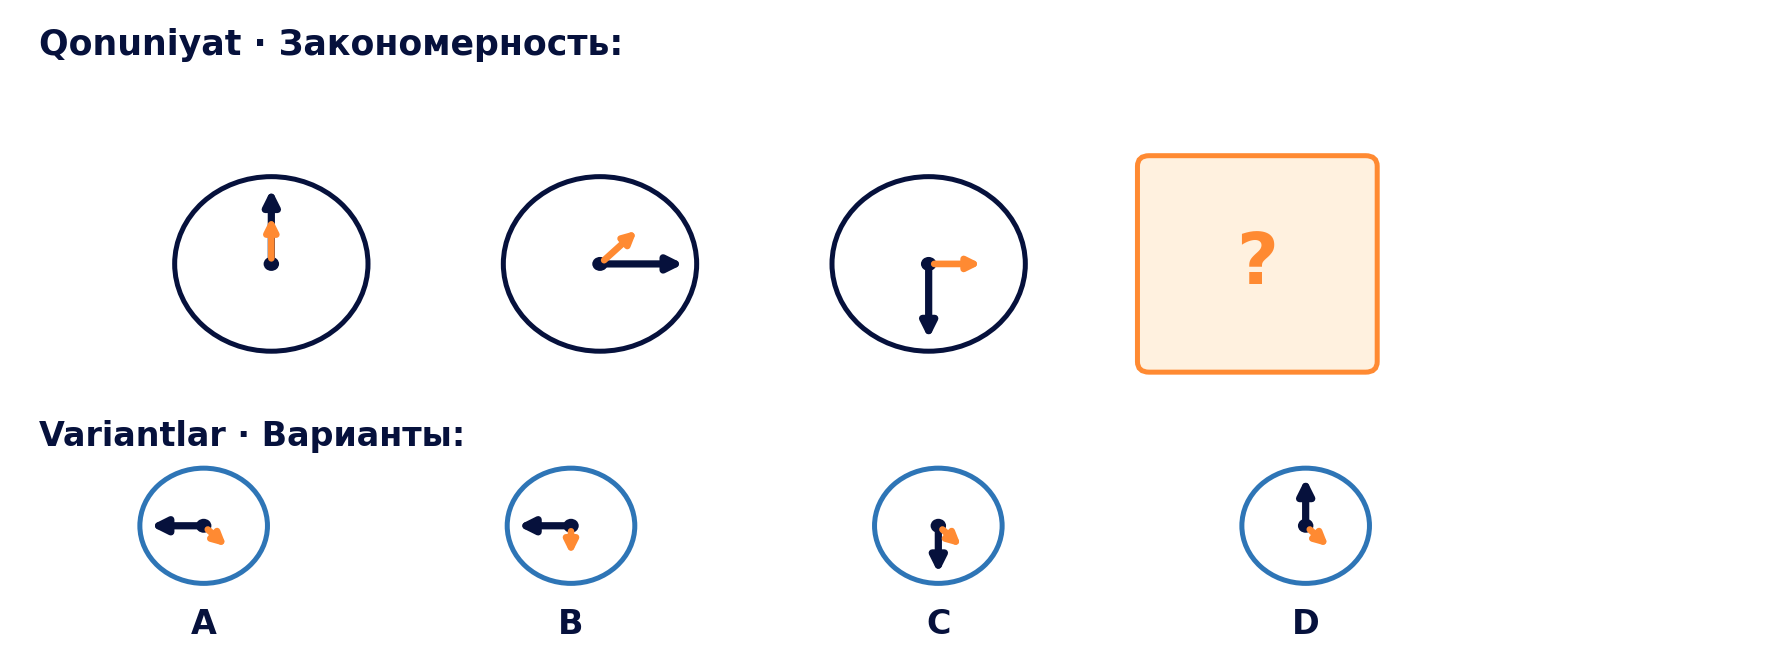 Qonuniyat · Закономерность:
?
Variantlar · Варианты:
A B C D